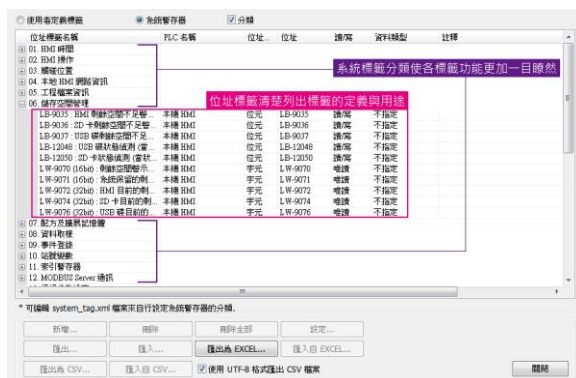 使用者定義標籤 系統暫存器 分類
位址標籤名稱 PLC 名稱 位址... 位址 讀/寫 資料類型 註釋
01. HMI 時間
02. HMI 操作
03. 觸碰位置
系統標籤分類使各標籤功能更加一目瞭然
04. 本地 HMI 網路資訊
05. 工程檔案資訊
06. 儲存空間管理
位址標籤清楚列出標籤的定義與用途
LB-9035 : HMI 剩餘空間不足警... 本機 HMI 位元 LB-9035 讀/寫 不指定
LB-9036 : SD 卡剩餘空間不足警... 本機 HMI 位元 LB-9036 讀/寫 不指定
LB-9037 : USB 碟剩餘空間不足... 本機 HMI 位元 LB-9037 讀/寫 不指定
LB-12048 : USB 碟狀態偵測 (當... 本機 HMI 位元 LB-12048 讀/寫 不指定
LB-12050 : SD 卡狀態偵測 (當狀... 本機 HMI 位元 LB-12050 讀/寫 不指定
LW-9070 (16bit) : 剩餘空間警示... 本機 HMI 字元 LW-9070 唯讀 不指定
LW-9071 (16bit) : 系統保留的剩... 本機 HMI 字元 LW-9071 唯讀 不指定
LW-9072 (32bit) : HMI 目前的剩... 本機 HMI 字元 LW-9072 唯讀 不指定
LW-9074 (32bit) : SD 卡目前的剩... 本機 HMI 字元 LW-9074 唯讀 不指定
LW-9076 (32bit) : USB 碟目前的... 本機 HMI 字元 LW-9076 唯讀 不指定
07. 配方及擴展記憶體
08. 資料取樣
09. 事件登錄
10. 站號變數
11. 索引暫存器
12. MODBUS Server 通訊
* 可編輯 system_tag.xml 檔案來自行設定系統暫存器的分類.
新增... 刪除 刪除全部 設定...
匯出... 匯入... 匯出為 EXCEL... 匯入自 EXCEL...
匯出為 CSV... 匯入自 CSV... 使用 UTF-8 格式匯出 CSV 檔案 關閉